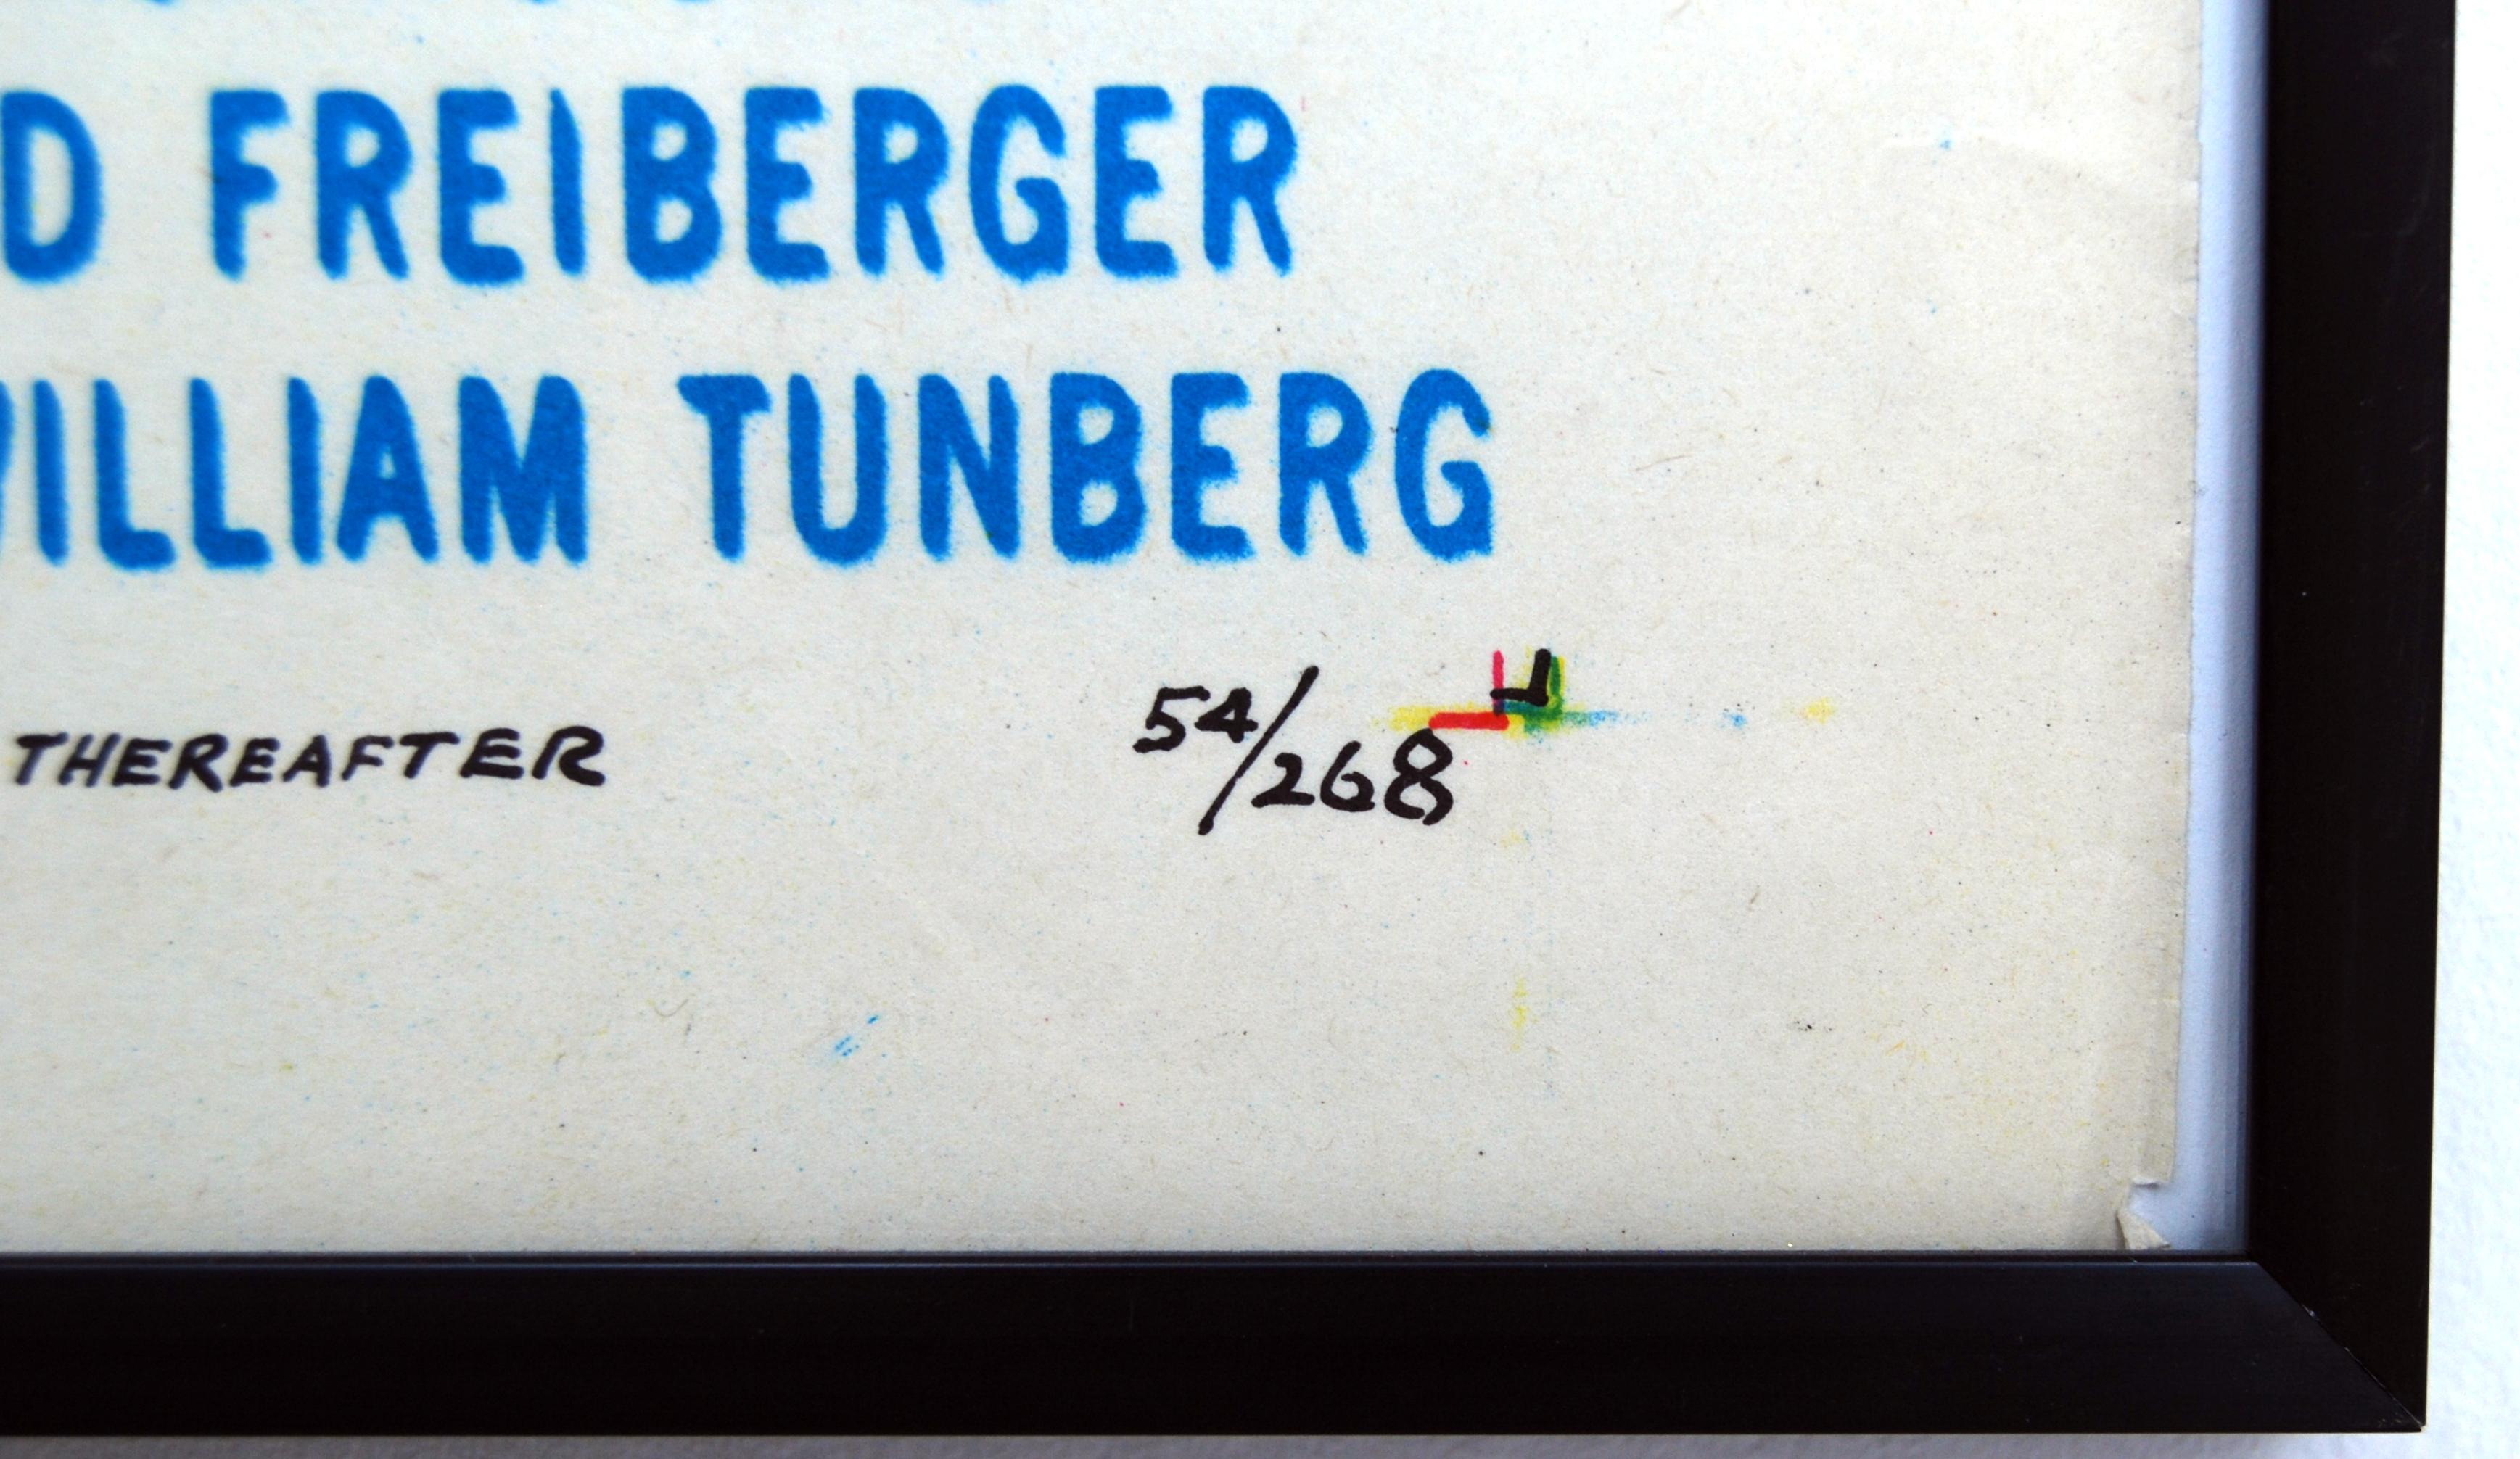 D FREIBERGER
WILLIAM TUNBERG
THEREAFTER
54/268